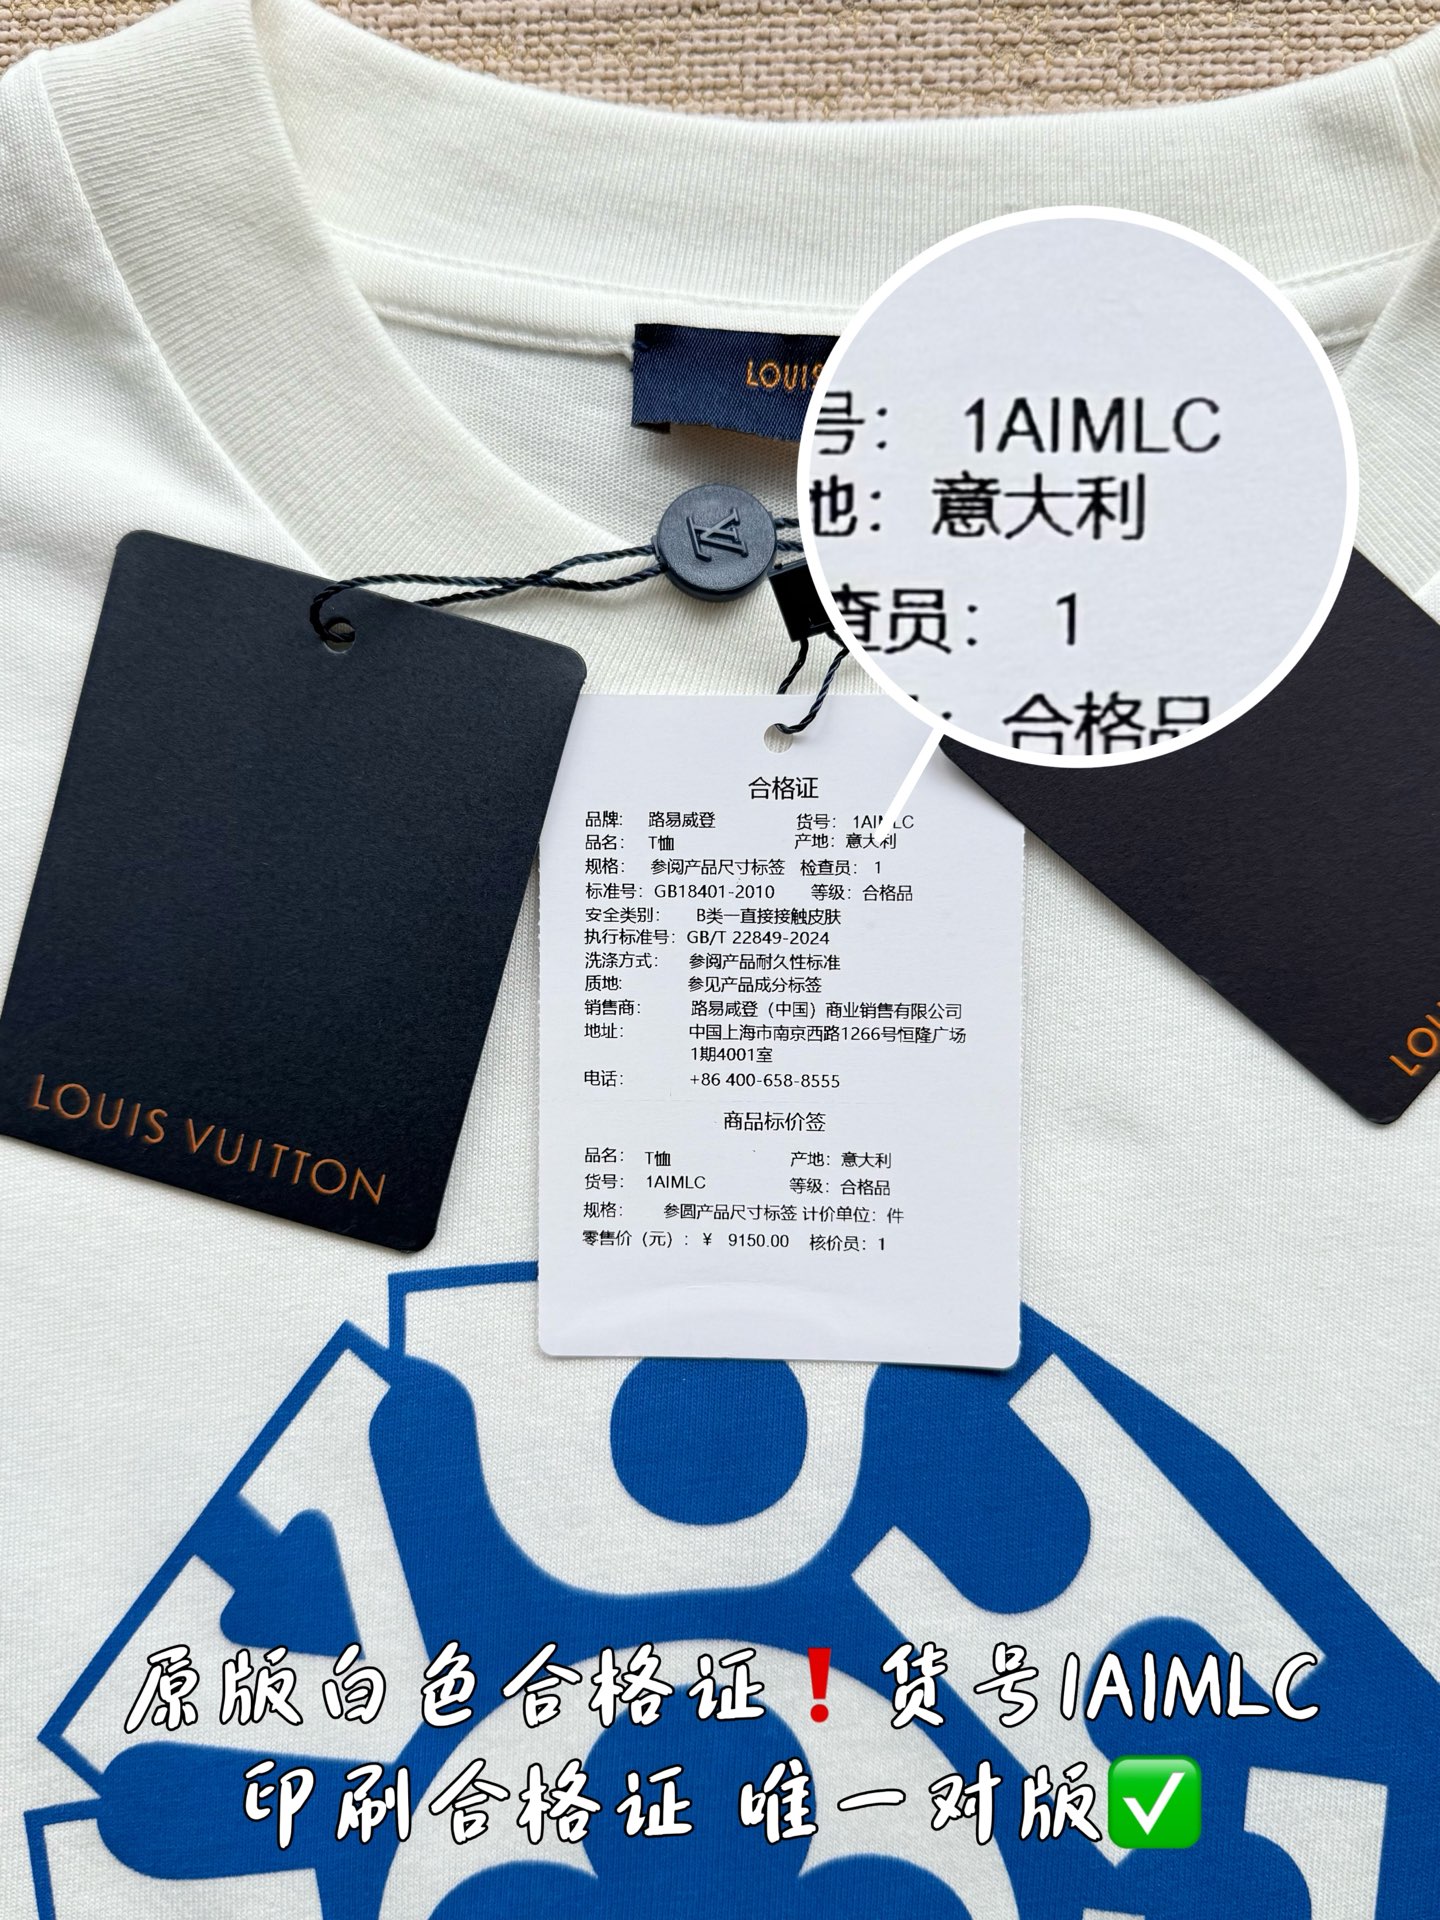 LOUIS
号： 1AIMLC
地：意大利
查员： 1
：合格品
合格证
品牌： 路易威登 货号： 1AIMLC
品名： T恤 产地：意大利
规格： 参阅产品尺寸标签 检查员： 1
标准号：GB18401-2010 等级：合格品
安全类别： B类一直接接触皮肤
执行标准号：GB/T 22849-2024
洗涤方式： 参阅产品耐久性标准
质地： 参见产品成分标签
销售商： 路易威登（中国）商业销售有限公司
地址： 中国上海市南京西路1266号恒隆广场
1期4001室
电话： +86 400-658-8555
商品标价签
品名： T恤 产地：意大利
货号： 1AIMLC 等级：合格品
规格： 参圆产品尺寸标签 计价单位：件
零售价（元）：¥ 9150.00 核价员：1
LOUIS VUITTON
LOU
原版白色合格证❗货号1AIMLC
印刷合格证 唯一对版✅